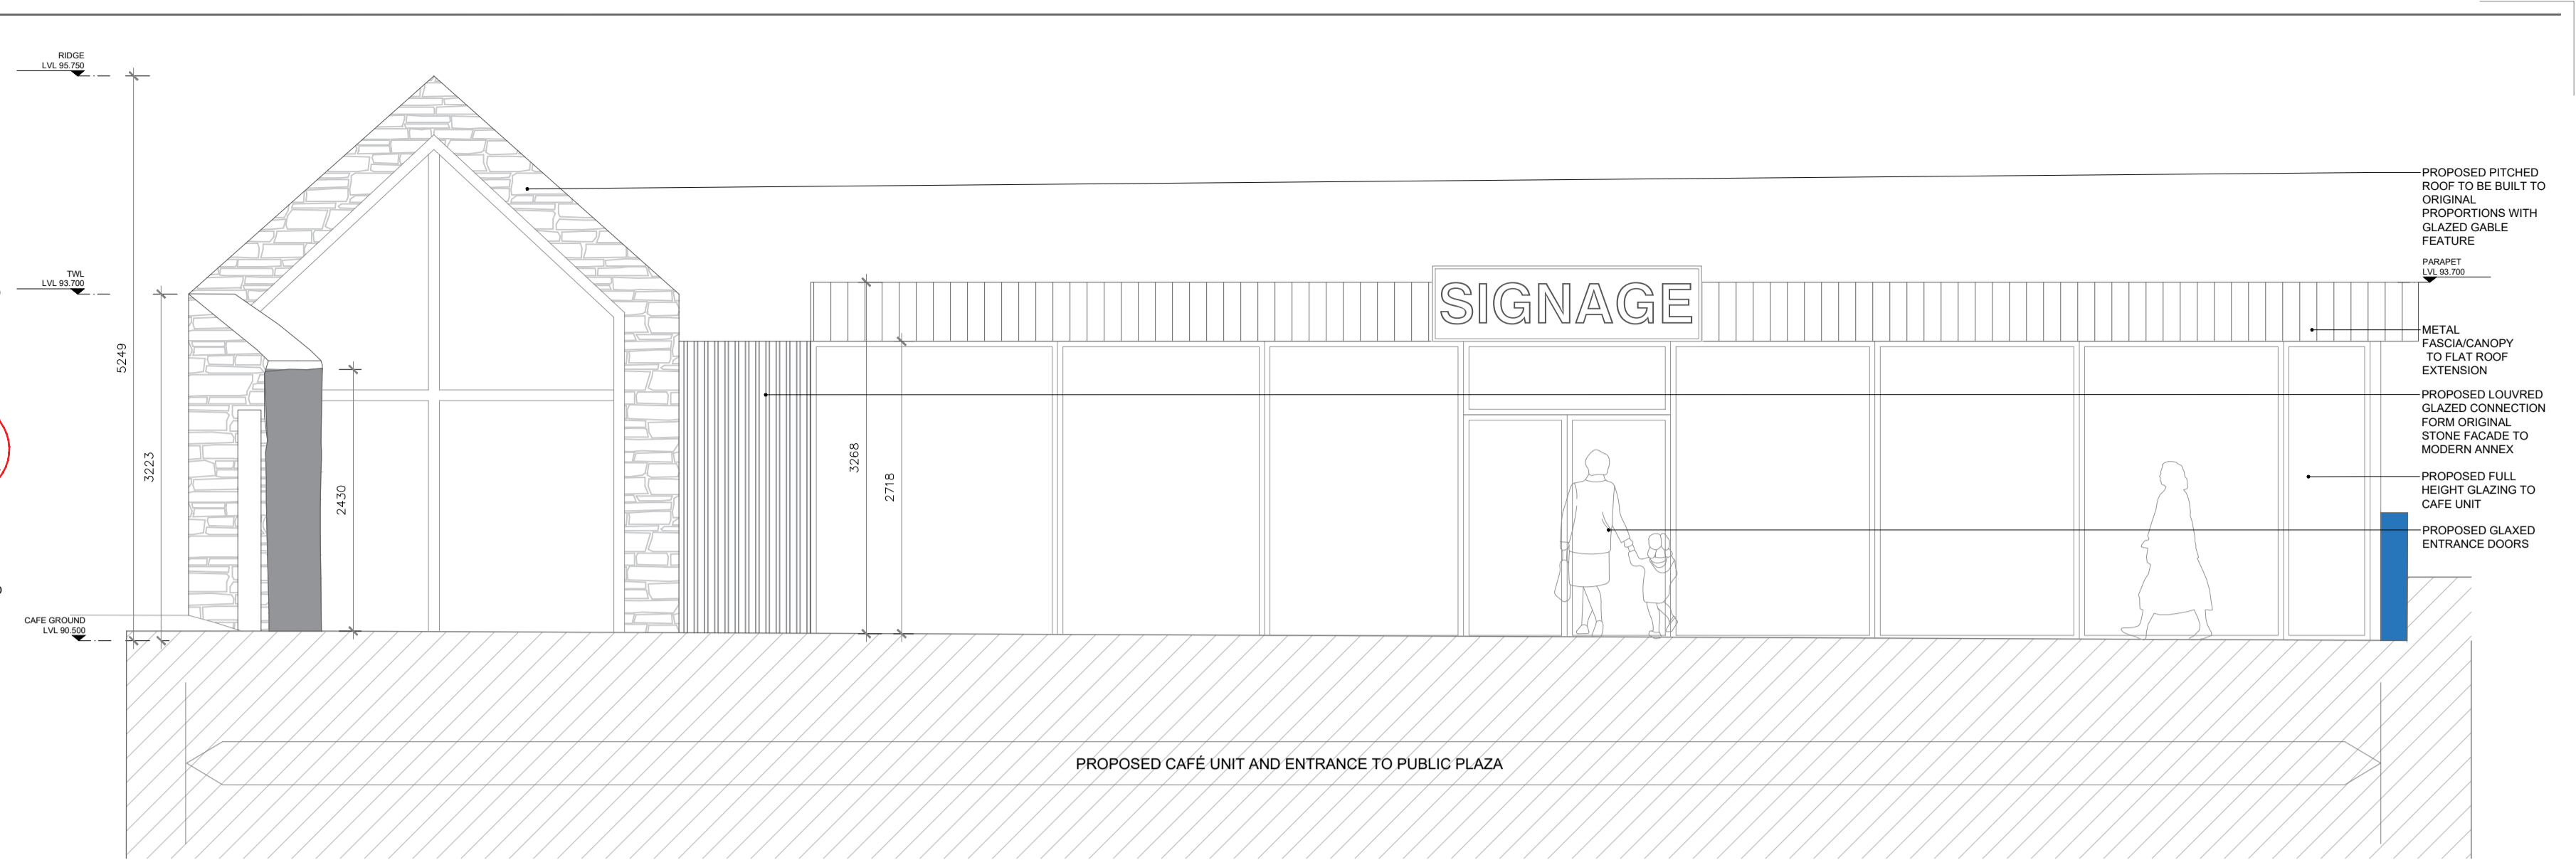 RIDGE
LVL 95.750
TWL
LVL 93.700
CAFE GROUND
LVL 90.500
5249
3223
2430
3268
2718
SIGNAGE
PROPOSED PITCHED
ROOF TO BE BUILT TO
ORIGINAL
PROPORTIONS WITH
GLAZED GABLE
FEATURE
PARAPET
LVL 93.700
METAL
FASCIA/CANOPY
TO FLAT ROOF
EXTENSION
PROPOSED LOUVRED
GLAZED CONNECTION
FORM ORIGINAL
STONE FACADE TO
MODERN ANNEX
PROPOSED FULL
HEIGHT GLAZING TO
CAFE UNIT
PROPOSED GLAXED
ENTRANCE DOORS
PROPOSED CAFÉ UNIT AND ENTRANCE TO PUBLIC PLAZA